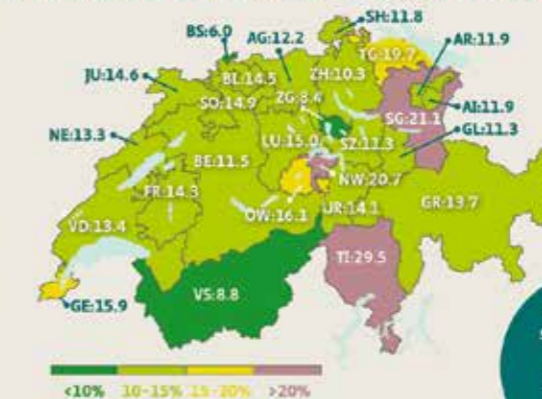 SH:11.8
BS:6.0
AG:12.2
AR:11.9
TG:19.7
JU:14.6
BL:14.5
ZH:10.3
SO:14.9
ZG:8.4
AI:11.9
SG:21.1
NE:13.3
LU:15.0
SZ:11.3
GL:11.3
BE:11.5
FR:14.3
NW:20.7
OW:16.1
UR:14.1
GR:13.7
VD:13.4
TI:29.5
VS:8.8
GE:15.9
<10% 10-15% 15-20% >20%